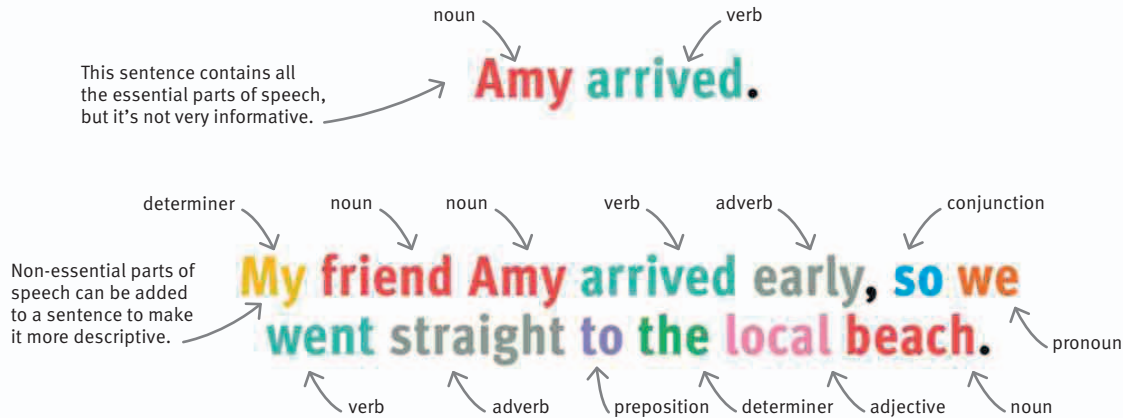 noun verb
Amy arrived.
This sentence contains all
the essential parts of speech,
but it's not very informative.
determiner noun noun verb adverb conjunction
My friend Amy arrived early, so we
went straight to the local beach.
Non-essential parts of
speech can be added
to a sentence to make
it more descriptive.
pronoun
verb adverb preposition determiner adjective noun